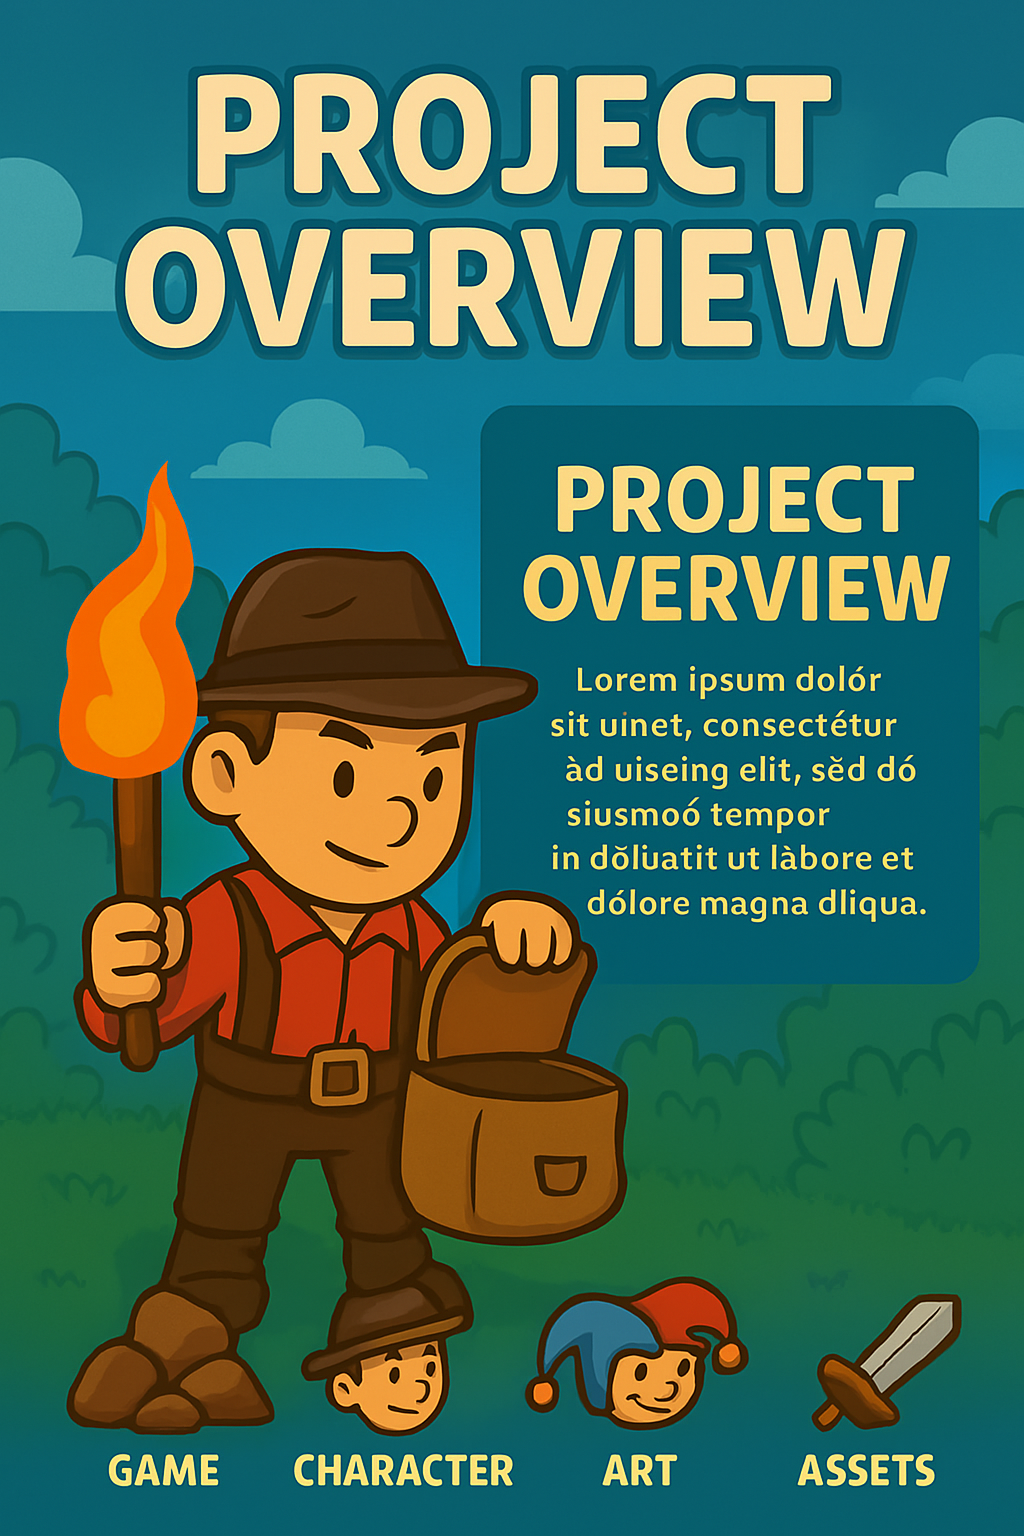 PROJECT
OVERVIEW
PROJECT
OVERVIEW
Lorem ipsum dolór
sit uinet, consectétur
àd uiseing elit, sĕd dó
siusmoó tempor
in dŏluatit ut làbore et
dólore magna dliqua.
GAME CHARACTER ART ASSETS